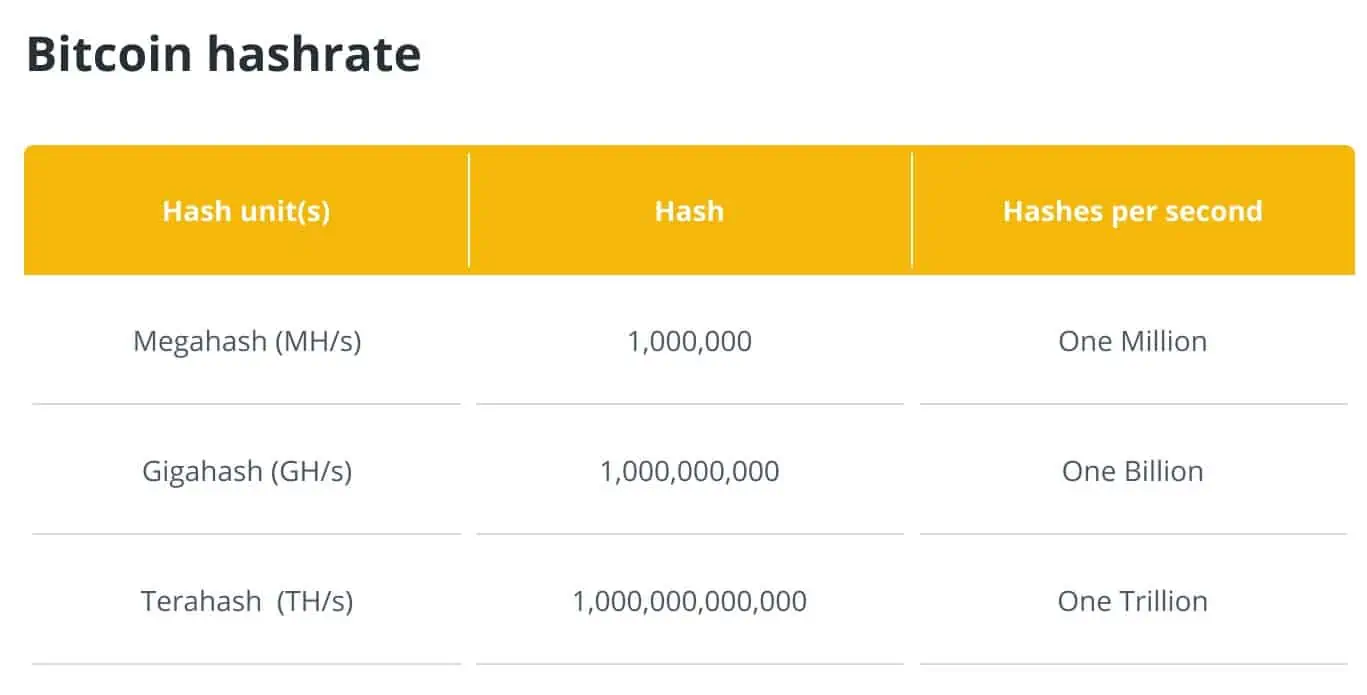 Bitcoin hashrate
Hash unit(s) Hash Hashes per second
Megahash (MH/s) 1,000,000 One Million
Gigahash (GH/s) 1,000,000,000 One Billion
Terahash (TH/s) 1,000,000,000,000 One Trillion